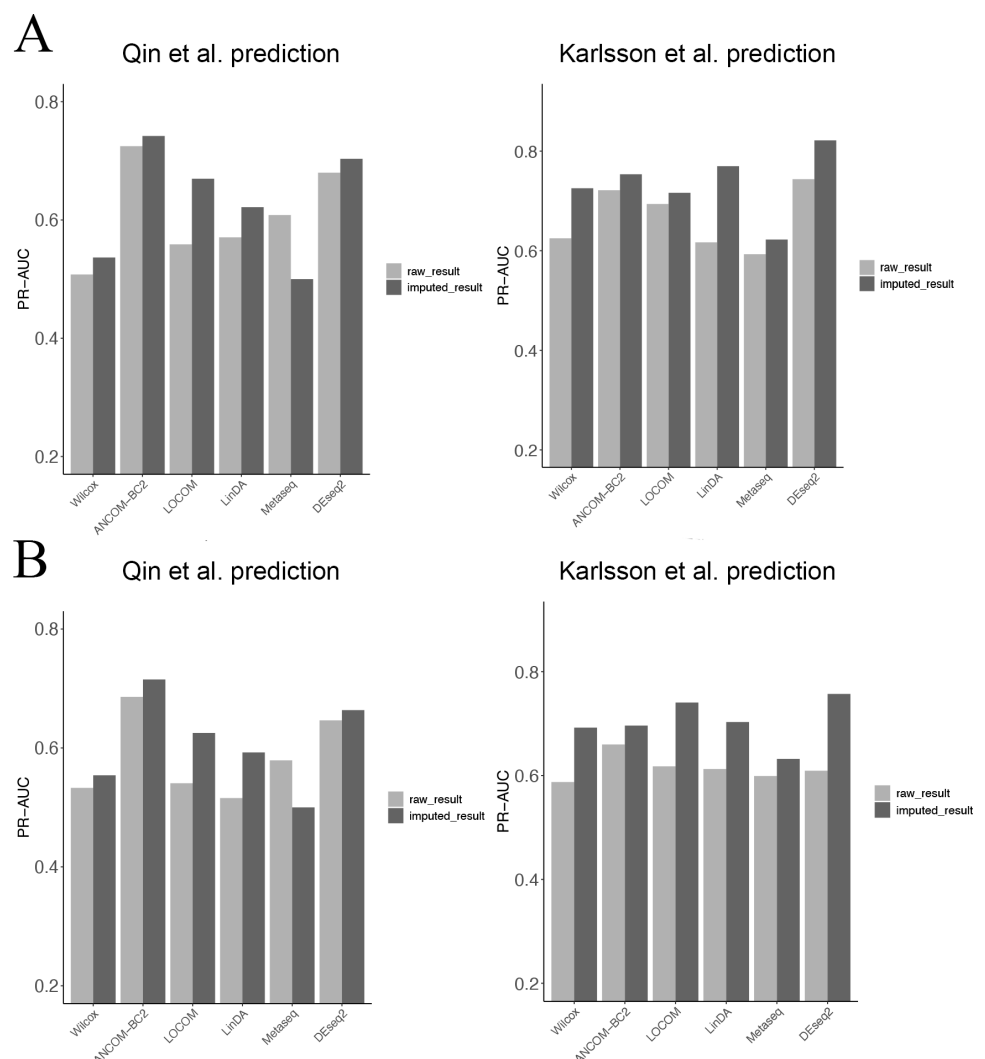 A
Qin et al. prediction
Karlsson et al. prediction
PR-AUC
0.8
0.6
0.4
0.2
Wilcox
ANCOM-BC2
LOCOM
LinDA
Metaseq
DEseq2
raw_result
imputed_result
PR-AUC
0.8
0.6
0.4
0.2
Wilcox
ANCOM-BC2
LOCOM
LinDA
Metaseq
DEseq2
raw_result
imputed_result
B
Qin et al. prediction
Karlsson et al. prediction
PR-AUC
0.8
0.6
0.4
0.2
Wilcox
ANCOM-BC2
LOCOM
LinDA
Metaseq
DEseq2
raw_result
imputed_result
PR-AUC
0.8
0.6
0.4
0.2
Wilcox
ANCOM-BC2
LOCOM
LinDA
Metaseq
DEseq2
raw_result
imputed_result